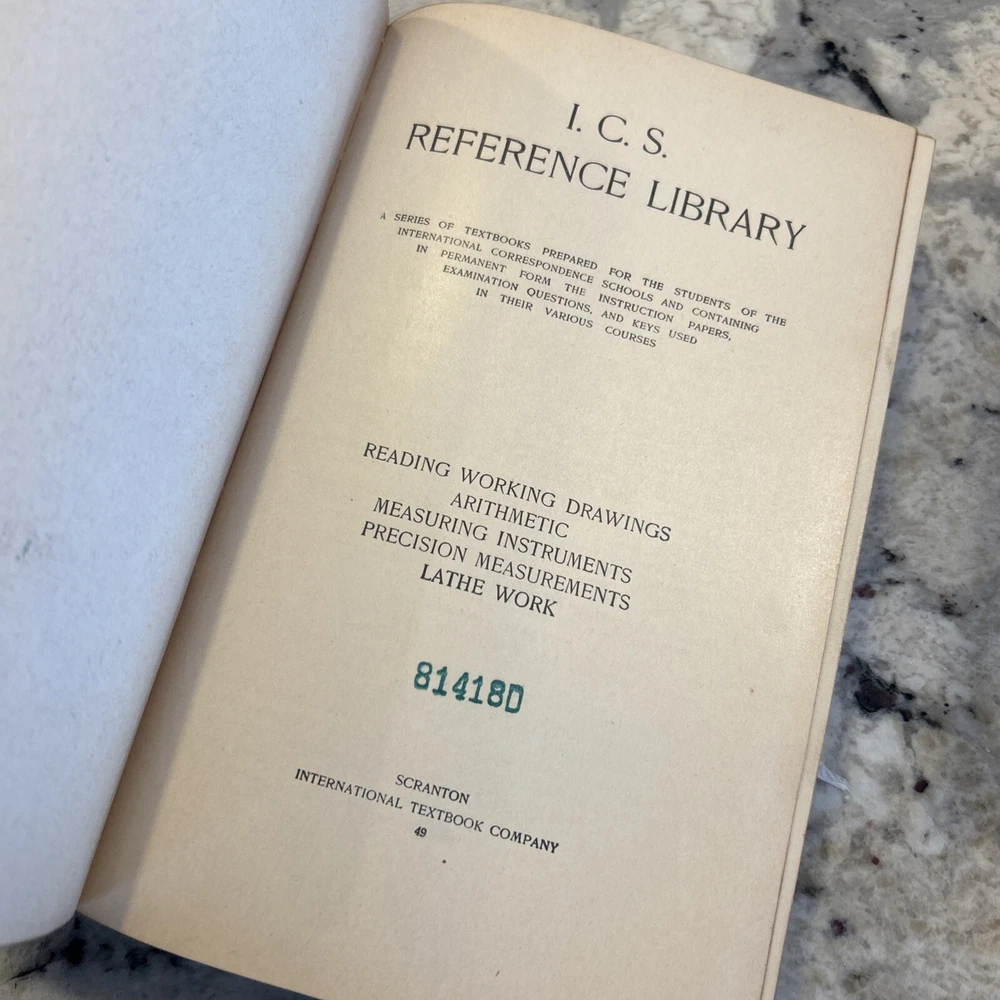 I. C. S.
REFERENCE LIBRARY
A SERIES OF TEXTBOOKS PREPARED FOR THE STUDENTS OF THE
INTERNATIONAL CORRESPONDENCE SCHOOLS AND CONTAINING
IN PERMANENT FORM THE INSTRUCTION PAPERS,
EXAMINATION QUESTIONS, AND KEYS USED
IN THEIR VARIOUS COURSES
READING WORKING DRAWINGS
ARITHMETIC
MEASURING INSTRUMENTS
PRECISION MEASUREMENTS
LATHE WORK
81418D
SCRANTON
INTERNATIONAL TEXTBOOK COMPANY
49